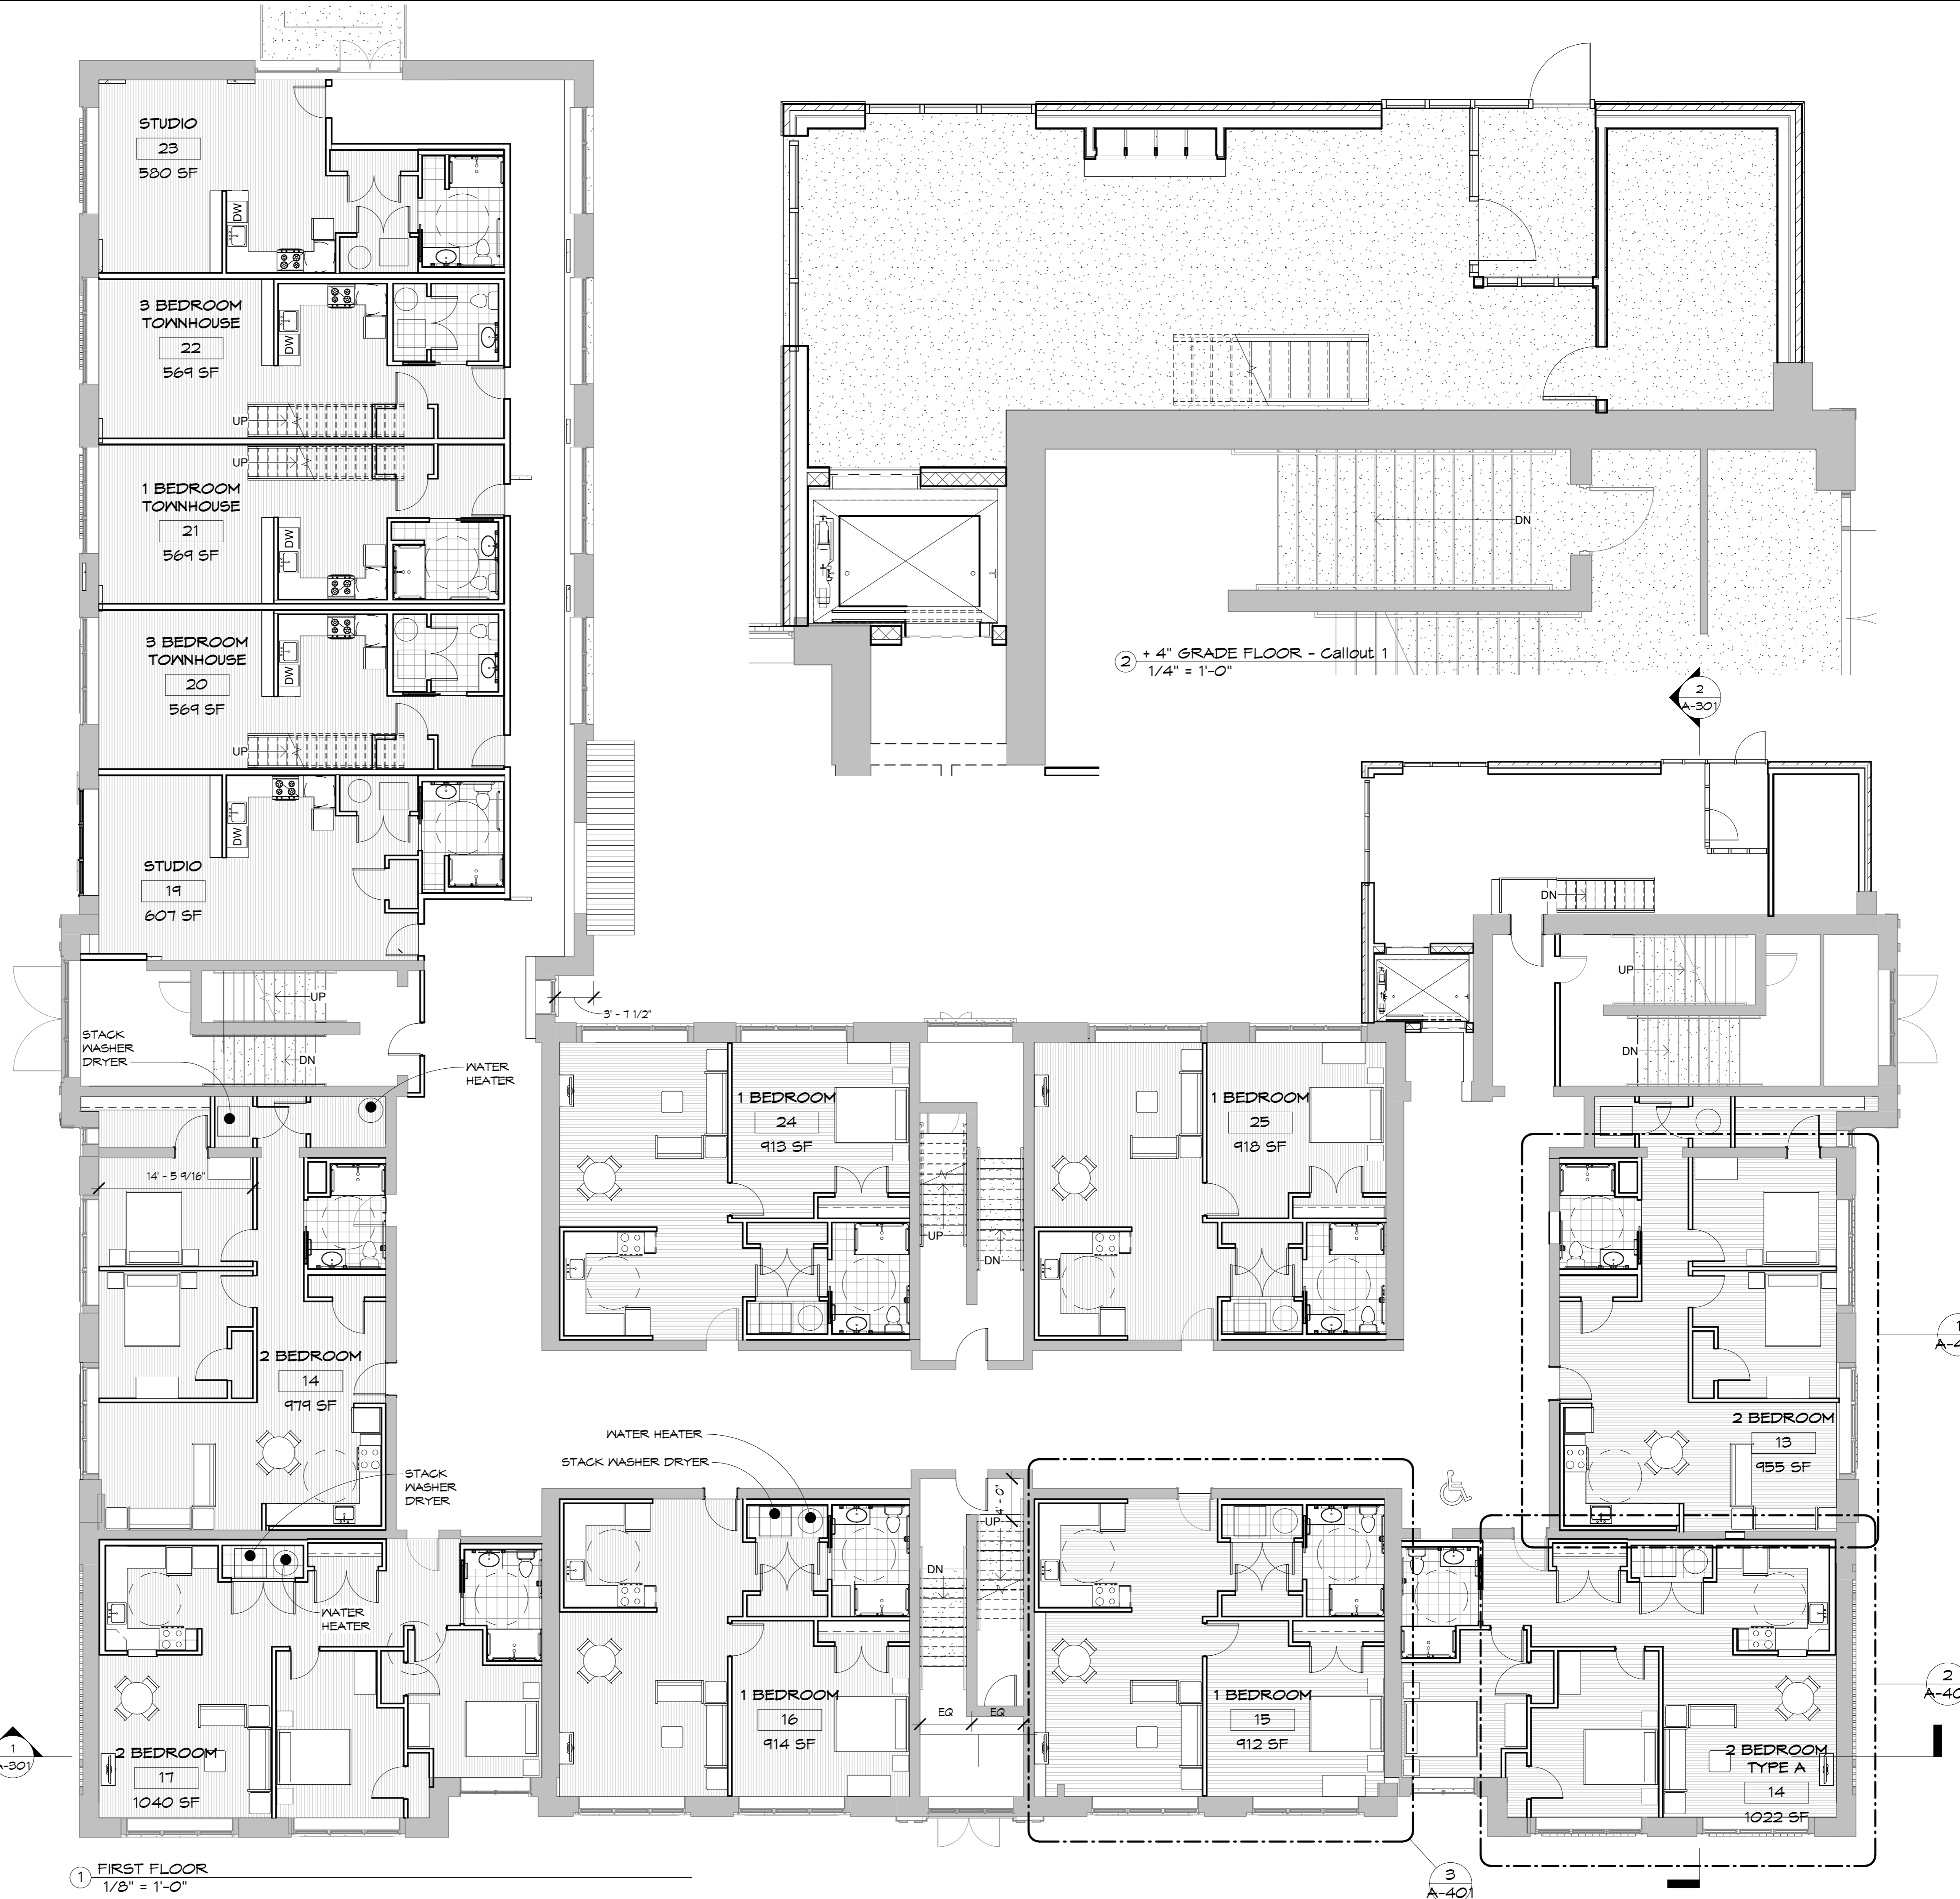 STUDIO
23
580 SF
DW
3 BEDROOM
TOWNHOUSE
22
569 SF
DW
UP
UP
1 BEDROOM
TOWNHOUSE
21
569 SF
DW
3 BEDROOM
TOWNHOUSE
20
569 SF
DW
UP
DW
STUDIO
19
607 SF
UP
DN
STACK
WASHER
DRYER
WATER
HEATER
3' - 7 1/2"
DN
2 + 4" GRADE FLOOR - Callout 1
1/4" = 1'-0"
2
A-301
DN
UP
DN
1 BEDROOM
24
913 SF
UP
DN
1 BEDROOM
25
918 SF
14' - 5 9/16"
2 BEDROOM
14
979 SF
STACK
WASHER
DRYER
WATER HEATER
STACK WASHER DRYER
2 BEDROOM
13
955 SF
1
WATER
HEATER
2 BEDROOM
17
1040 SF
1 BEDROOM
16
914 SF
4' - 0"
UP
DN
EQ
EQ
1 BEDROOM
15
912 SF
2 BEDROOM
TYPE A
14
1022 SF
2
A-40
1
A-301
3
A-401
1 FIRST FLOOR
1/8" = 1'-0"